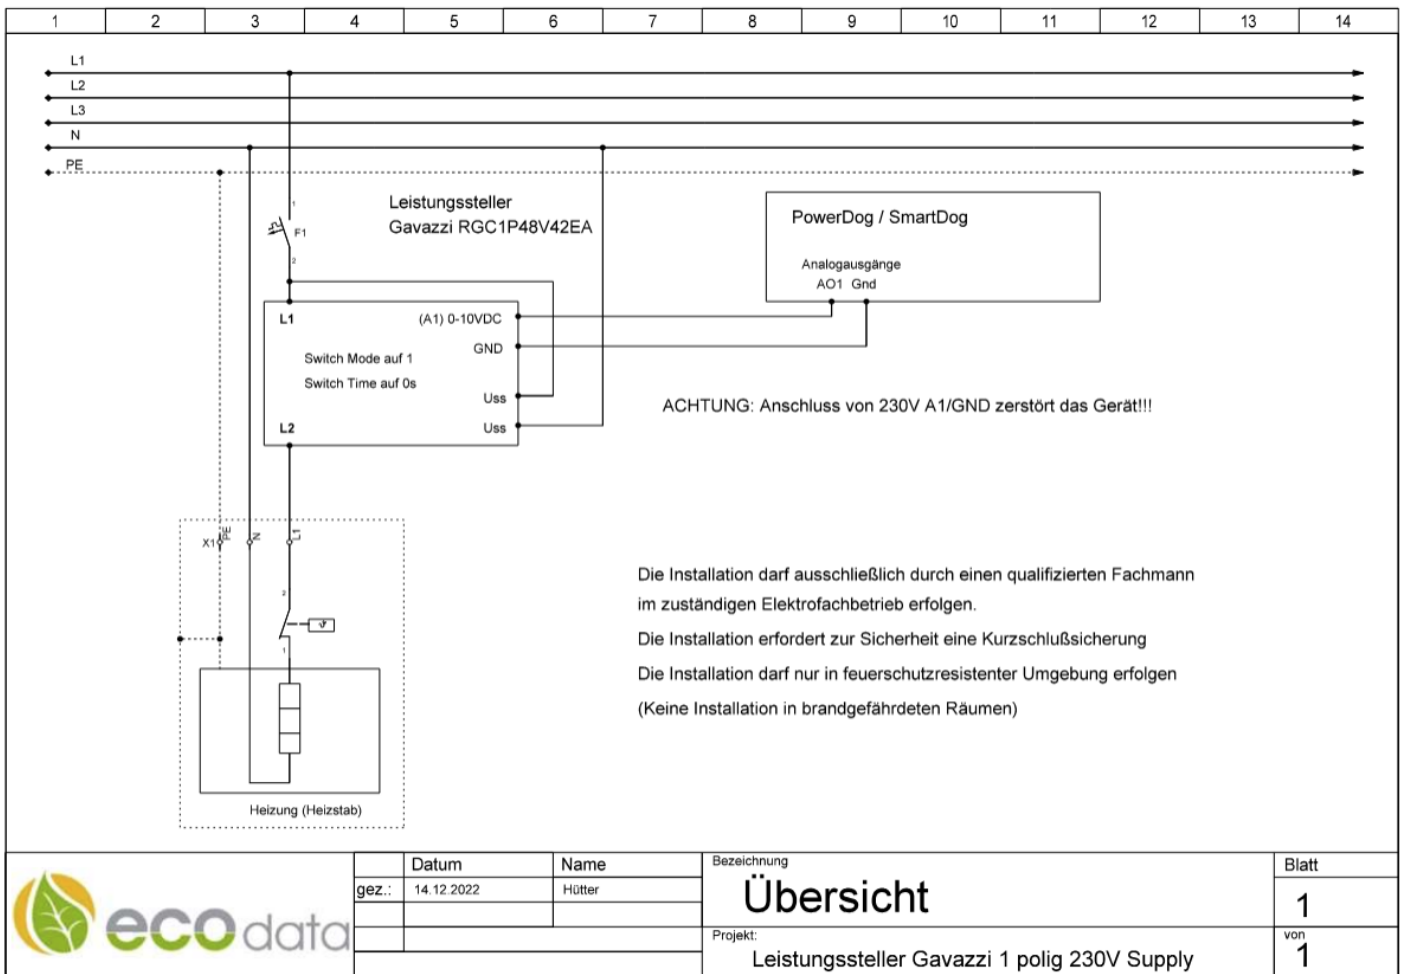 1 2 3 4 5 6 7 8 9 10 11 12 13 14
L1
L2
L3
N
PE
Leistungssteller
Gavazzi RGC1P48V42EA
1
F1
2
PowerDog / SmartDog
Analogausgänge
AO1 Gnd
L1 (A1) 0-10VDC
GND
Switch Mode auf 1
Switch Time auf 0s
Uss
L2 Uss
ACHTUNG: Anschluss von 230V A1/GND zerstört das Gerät!!!
X1 PE N L1
2
ϑ
1
Heizung (Heizstab)
Die Installation darf ausschließlich durch einen qualifizierten Fachmann
im zuständigen Elektrofachbetrieb erfolgen.
Die Installation erfordert zur Sicherheit eine Kurzschlußsicherung
Die Installation darf nur in feuerschutzresistenter Umgebung erfolgen
(Keine Installation in brandgefährdeten Räumen)
ecodata
Datum Name
gez.: 14.12.2022 Hütter
Bezeichnung
Übersicht
Projekt:
Leistungssteller Gavazzi 1 polig 230V Supply
Blatt
1
von
1